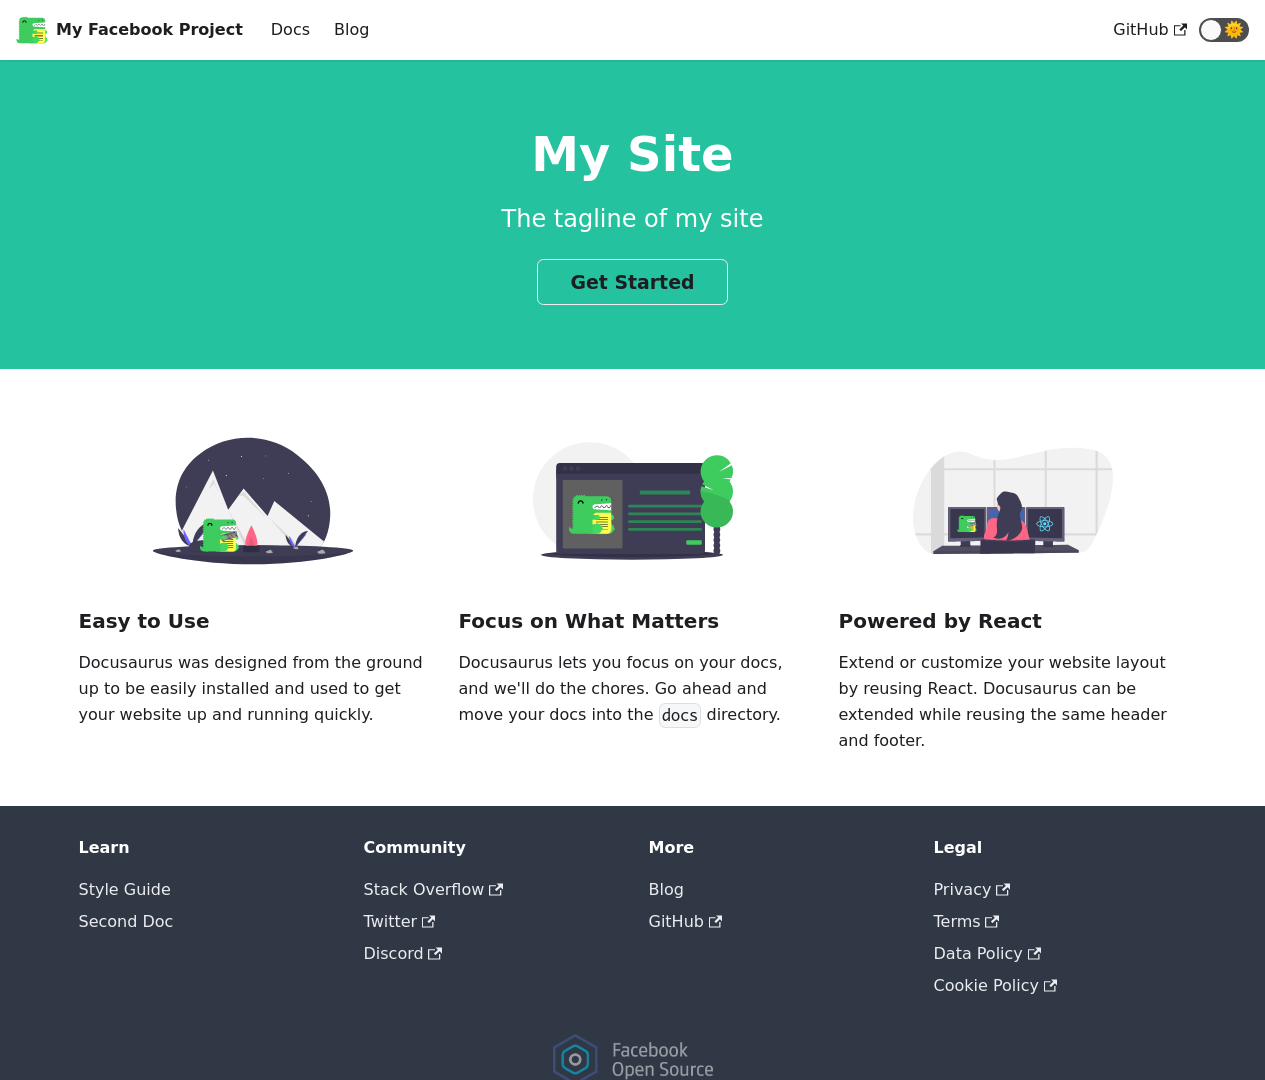 My Facebook Project Docs Blog GitHub
My Site
The tagline of my site
Get Started
Easy to Use
Docusaurus was designed from the ground
up to be easily installed and used to get
your website up and running quickly.
Focus on What Matters
Docusaurus lets you focus on your docs,
and we'll do the chores. Go ahead and
move your docs into the docs directory.
Powered by React
Extend or customize your website layout
by reusing React. Docusaurus can be
extended while reusing the same header
and footer.
Learn
Style Guide
Second Doc
Community
Stack Overflow
Twitter
Discord
More
Blog
GitHub
Legal
Privacy
Terms
Data Policy
Cookie Policy
Facebook
Open Source